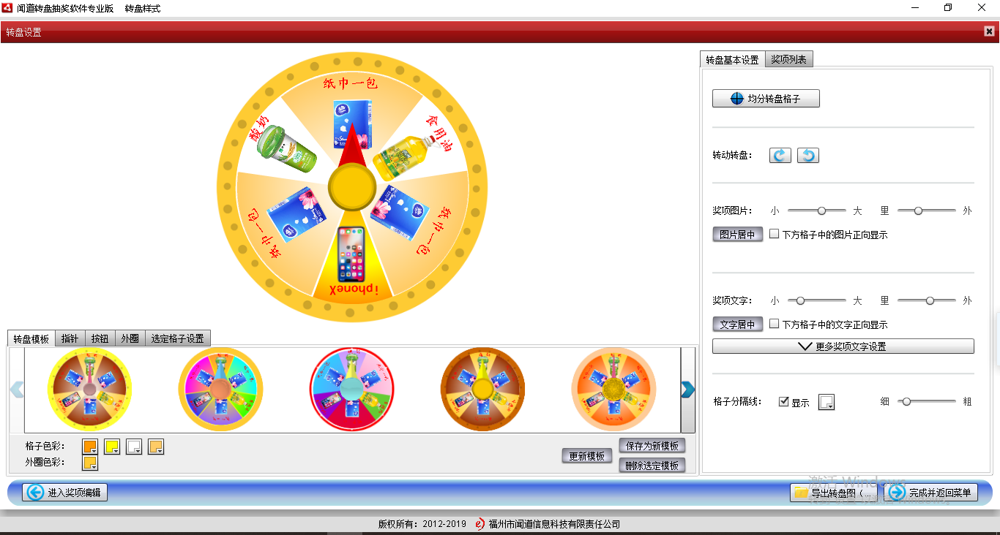 闻道转盘抽奖软件专业版 转盘样式
转盘设置
纸巾一包
食用油
纸巾一包
iphoneX
纸巾一包
酸奶
转盘模板 指针 按钮 外圈 选定格子设置
格子色彩：
外圈色彩：
更新模板
保存为新模板
删除选定模板
转盘基本设置 奖项列表
均分转盘格子
转动转盘：
奖项图片： 小 大 里 外
图片居中 下方格子中的图片正向显示
奖项文字： 小 大 里 外
文字居中 下方格子中的文字正向显示
更多奖项文字设置
格子分隔线： 显示 细 粗
激活 Windows
进入奖项编辑 导出转盘图（... 完成并返回菜单
版权所有：2012-2019 福州市闻道信息科技有限责任公司